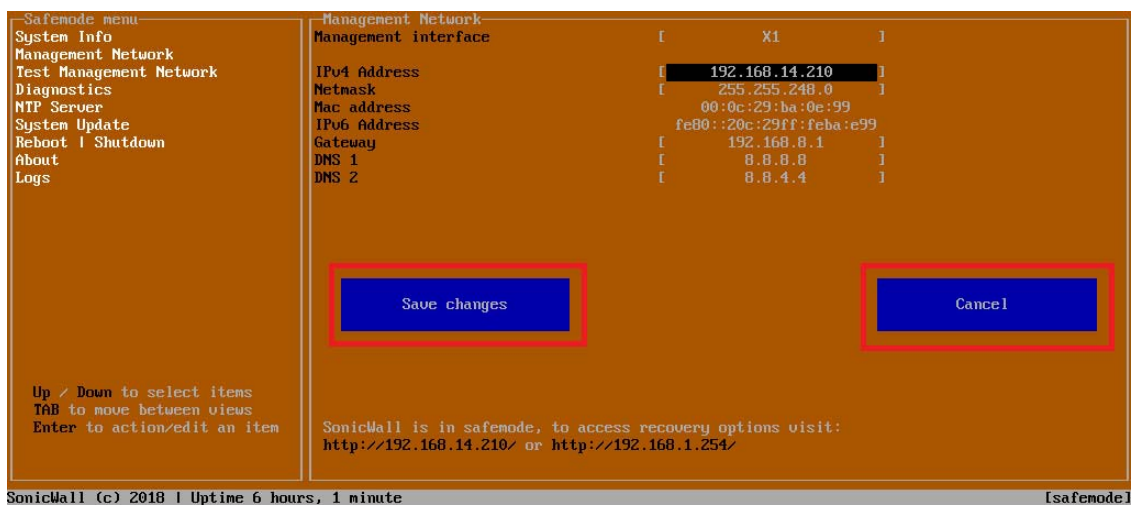 Safemode menu
System Info
Management Network
Test Management Network
Diagnostics
NTP Server
System Update
Reboot | Shutdown
About
Logs
Up / Down to select items
TAB to move between views
Enter to action/edit an item
Management Network
Management interface [ X1 ]
IPv4 Address [ 192.168.14.210 ]
Netmask [ 255.255.248.0 ]
Mac address 00:0c:29:ba:0e:99
IPv6 Address fe80::20c:29ff:feba:e99
Gateway [ 192.168.8.1 ]
DNS 1 [ 8.8.8.8 ]
DNS 2 [ 8.8.4.4 ]
Save changes
Cancel
SonicWall is in safemode, to access recovery options visit:
http://192.168.14.210/ or http://192.168.1.254/
SonicWall (c) 2018 | Uptime 6 hours, 1 minute [safemode]